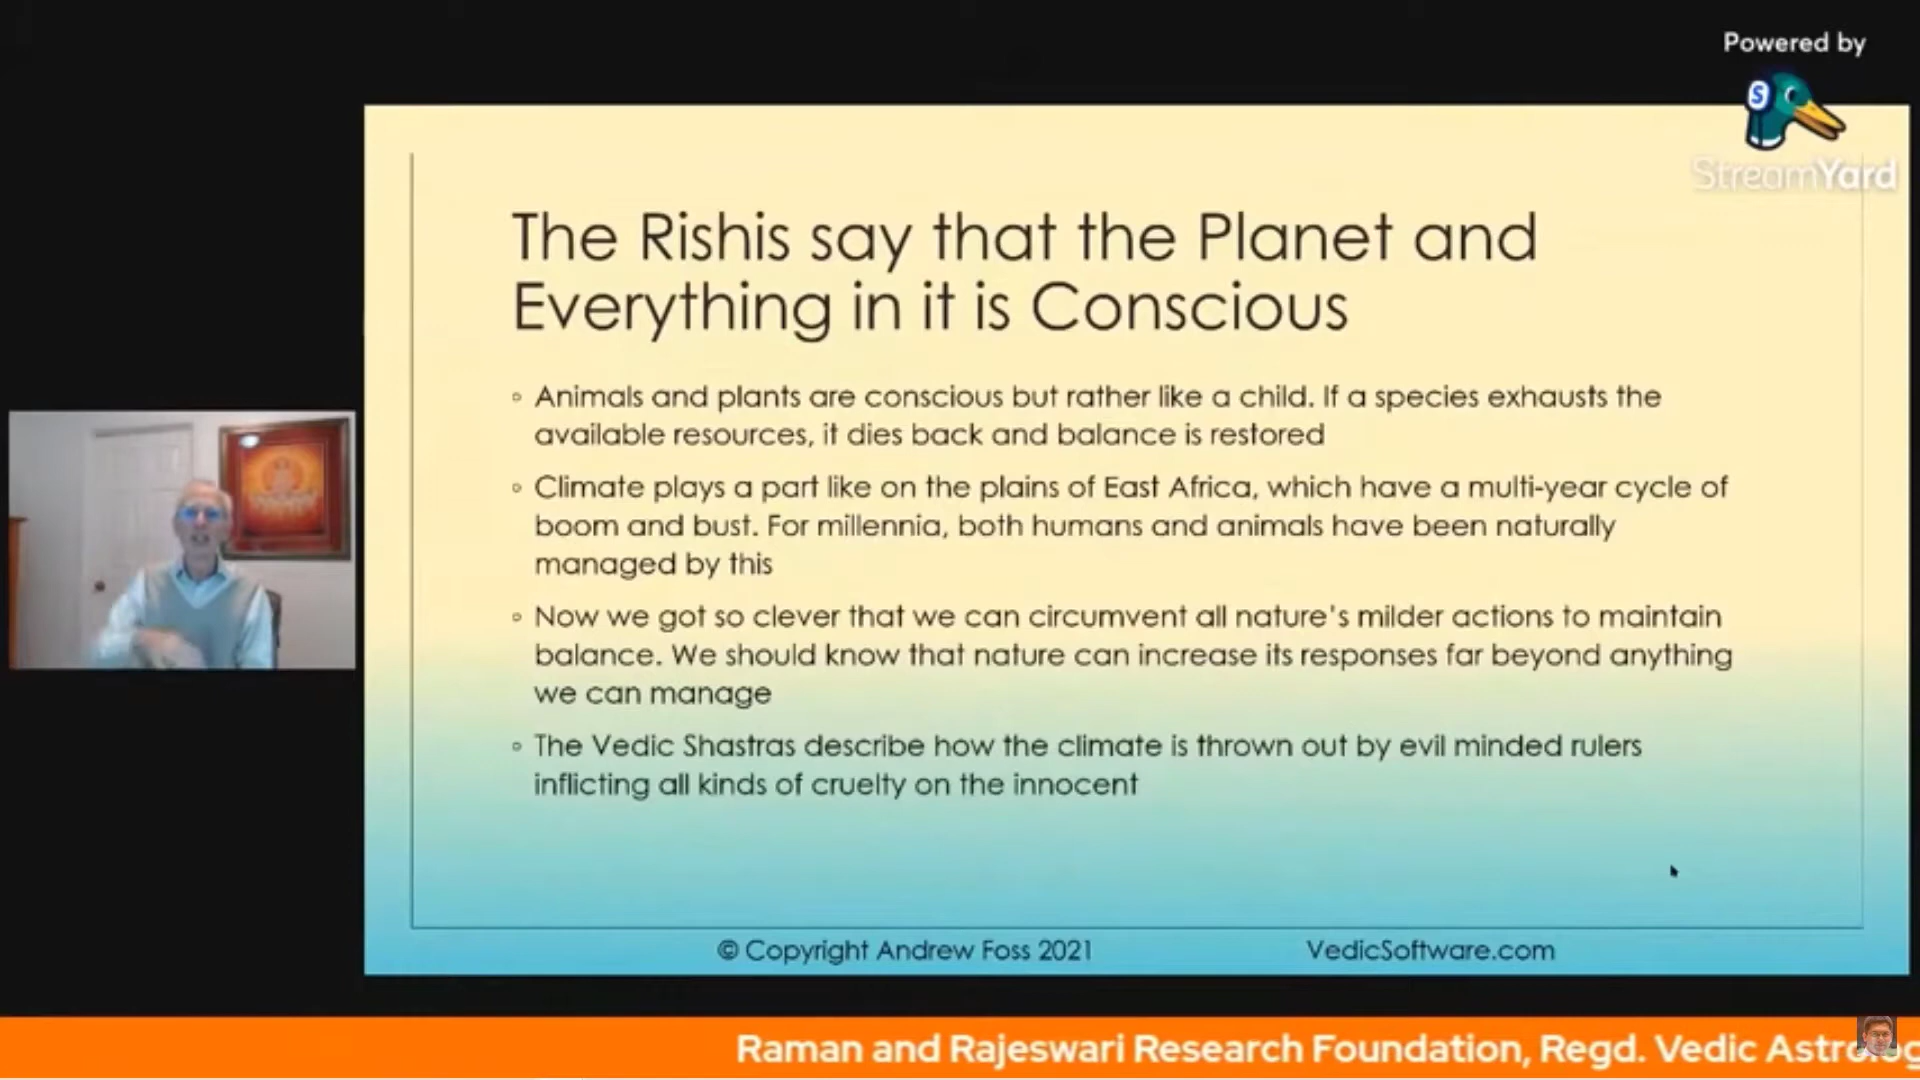 Powered by
S
StreamYard
The Rishis say that the Planet and
Everything in it is Conscious
Animals and plants are conscious but rather like a child. If a species exhausts the
available resources, it dies back and balance is restored
Climate plays a part like on the plains of East Africa, which have a multi-year cycle of
boom and bust. For millennia, both humans and animals have been naturally
managed by this
Now we got so clever that we can circumvent all nature's milder actions to maintain
balance. We should know that nature can increase its responses far beyond anything
we can manage
The Vedic Shastras describe how the climate is thrown out by evil minded rulers
inflicting all kinds of cruelty on the innocent
© Copyright Andrew Foss 2021
VedicSoftware.com
Raman and Rajeswari Research Foundation, Regd. Vedic